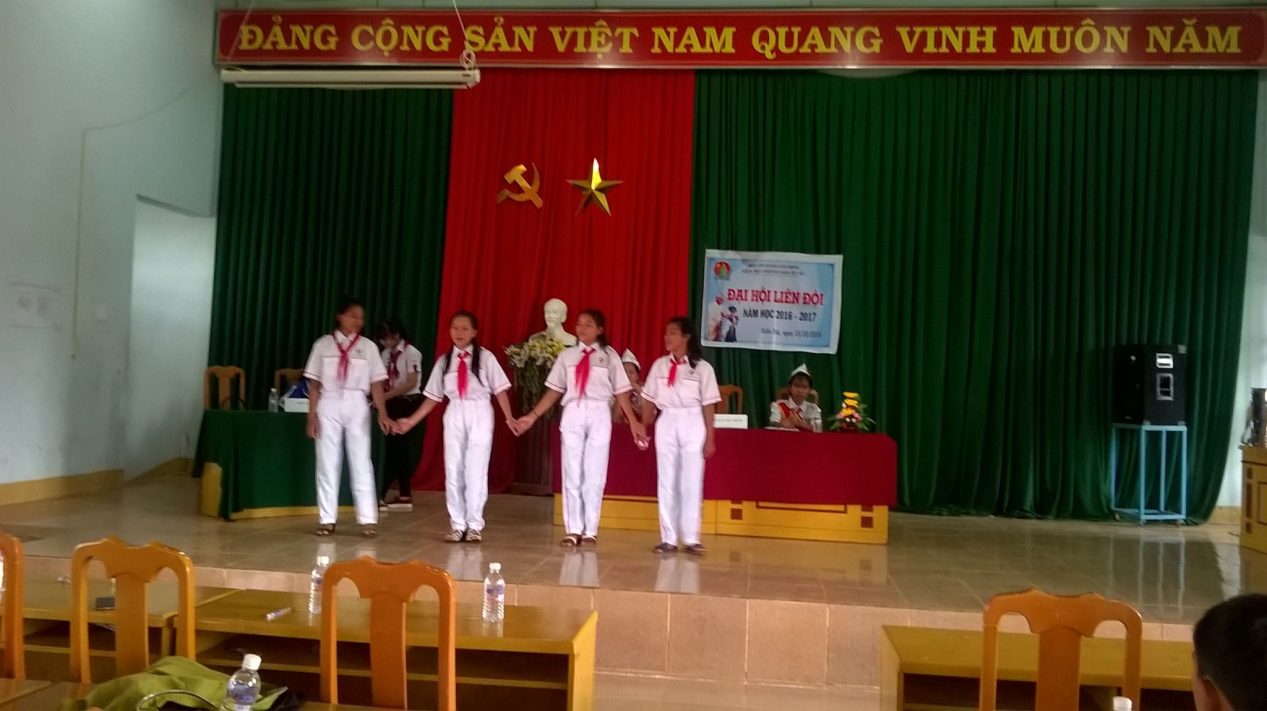 ĐẢNG CỘNG SẢN VIỆT NAM QUANG VINH MUÔN NĂM
ĐẠI HỘI LIÊN ĐỘI
NĂM HỌC 2016 - 2017